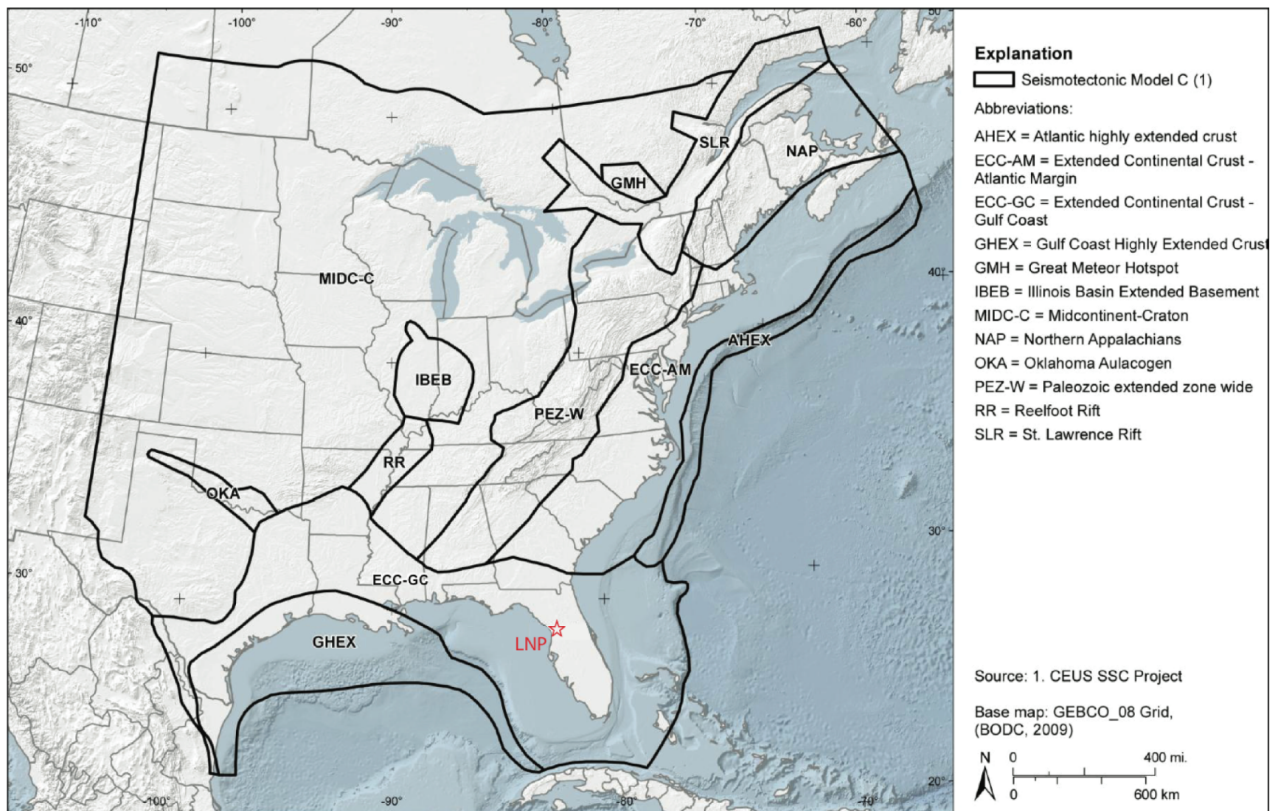 -110°
-100°
-90°
-80°
-70°
-60°
50°
50°
40°
40°
30°
30°
20°
-100°
-90°
-80°
-70°
SLR
NAP
GMH
MIDC-C
AHEX
ECC-AM
IBEB
PEZ-W
RR
OKA
ECC-GC
GHEX
LNP
Explanation
Seismotectonic Model C (1)
Abbreviations:
AHEX = Atlantic highly extended crust
ECC-AM = Extended Continental Crust -
Atlantic Margin
ECC-GC = Extended Continental Crust -
Gulf Coast
GHEX = Gulf Coast Highly Extended Crust
GMH = Great Meteor Hotspot
IBEB = Illinois Basin Extended Basement
MIDC-C = Midcontinent-Craton
NAP = Northern Appalachians
OKA = Oklahoma Aulacogen
PEZ-W = Paleozoic extended zone wide
RR = Reelfoot Rift
SLR = St. Lawrence Rift
Source: 1. CEUS SSC Project
Base map: GEBCO_08 Grid,
(BODC, 2009)
N
0 400 mi.
0 600 km